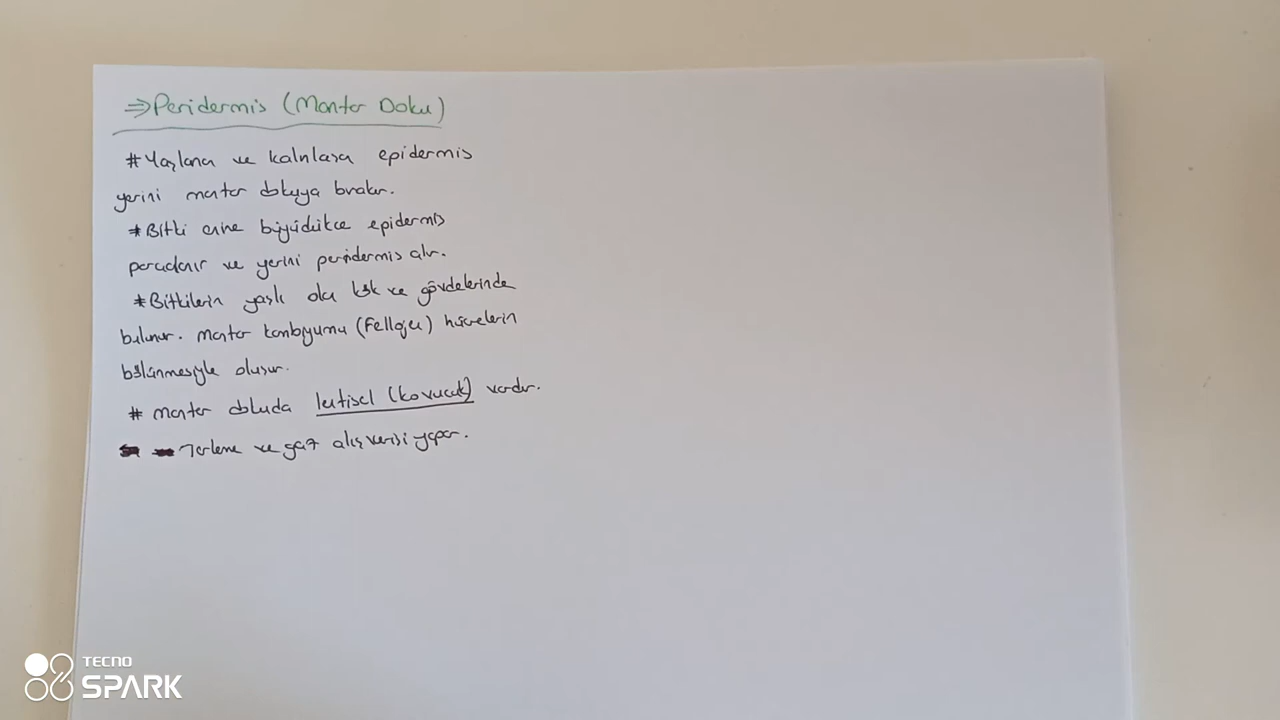 ⇒ Peridermis (Mantar Doku)
# Yaşlanan ve kalınlaşan epidermis
yerini mantar dokuya bırakır.
* Bitki enine büyüdükce epidermis
parçalanır ve yerini peridermis alır.
* Bitkilerin yaşlı olan kök ve gövdelerinde
bulunur. Mantar kambiyumu (Fellojen) hücrelerin
bölünmesiyle oluşur.
# mantar dokuda lentisel (kovucuk) vardır.
Terleme ve gaz alışverişi yapar.
TECNO
SPARK